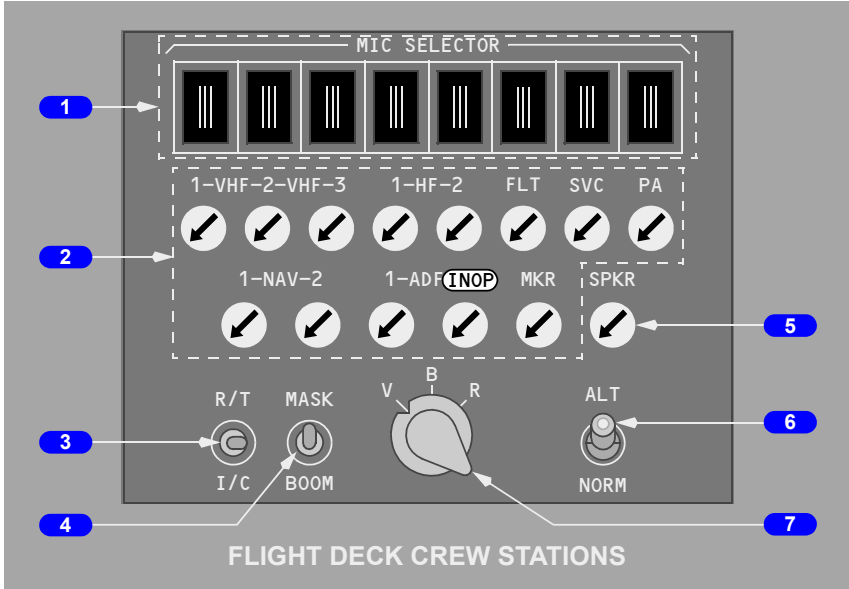 MIC SELECTOR
1
1-VHF-2-VHF-3 1-HF-2 FLT SVC PA
2
1-NAV-2 1-ADF INOP MKR SPKR
5
R/T MASK V B R ALT
3
6
I/C BOOM NORM
4
7
FLIGHT DECK CREW STATIONS